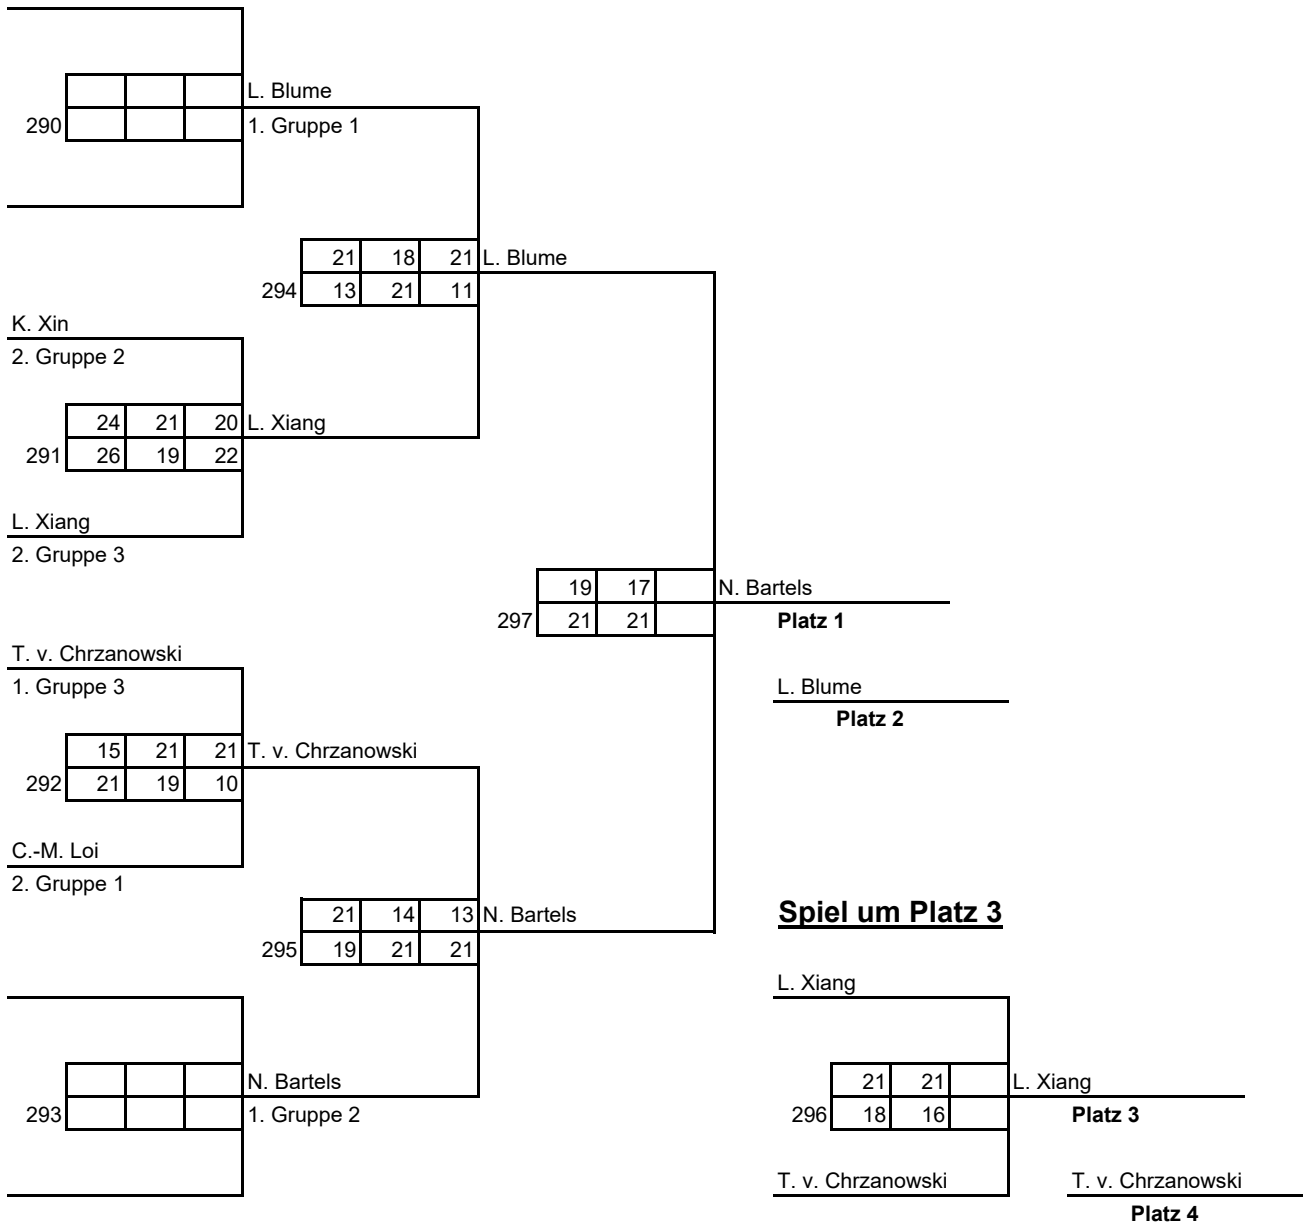 L. Blume
290 1. Gruppe 1
21 18 21 L. Blume
294 13 21 11
K. Xin
2. Gruppe 2
24 21 20 L. Xiang
291 26 19 22
L. Xiang
2. Gruppe 3
19 17 N. Bartels
297 21 21 Platz 1
T. v. Chrzanowski
1. Gruppe 3
L. Blume
Platz 2
15 21 21 T. v. Chrzanowski
292 21 19 10
C.-M. Loi
2. Gruppe 1
21 14 13 N. Bartels
295 19 21 21
Spiel um Platz 3
L. Xiang
N. Bartels
293 1. Gruppe 2
21 21 L. Xiang
296 18 16 Platz 3
T. v. Chrzanowski
T. v. Chrzanowski
Platz 4